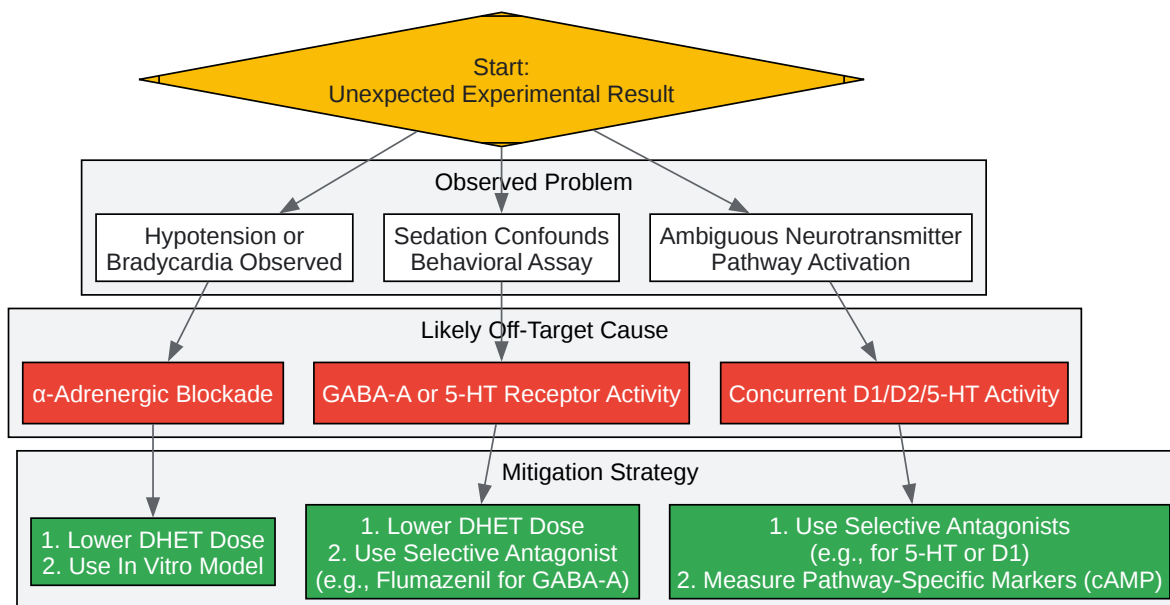 Start:
Unexpected Experimental Result
Observed Problem
Hypotension or
Bradycardia Observed
Sedation Confounds
Behavioral Assay
Ambiguous Neurotransmitter
Pathway Activation
Likely Off-Target Cause
α-Adrenergic Blockade
GABA-A or 5-HT Receptor Activity
Concurrent D1/D2/5-HT Activity
Mitigation Strategy
1. Lower DHET Dose
2. Use In Vitro Model
1. Lower DHET Dose
2. Use Selective Antagonist
(e.g., Flumazenil for GABA-A)
1. Use Selective Antagonists
(e.g., for 5-HT or D1)
2. Measure Pathway-Specific Markers (cAMP)